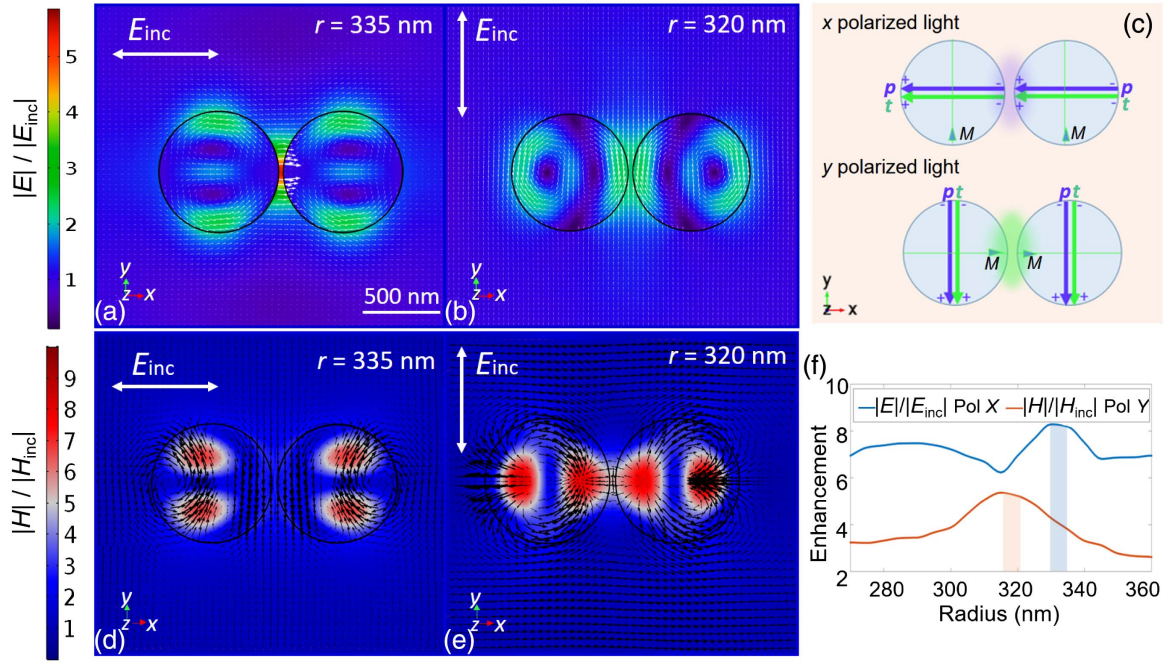 |E| / |E_inc|
5
4
3
2
1
E_inc
r = 335 nm
y
z x
500 nm
(a)
E_inc
r = 320 nm
y
z x
(b)
x polarized light
(c)
+ - + -
p p
t t
+ - + -
M M
y polarized light
p t p t
- - - -
M M
+ + + +
y
z x
|H| / |H_inc|
9
8
7
6
5
4
3
2
1
E_inc
r = 335 nm
y
z x
(d)
E_inc
r = 320 nm
y
z x
(e)
(f)
|E|/|E_inc| Pol X |H|/|H_inc| Pol Y
Enhancement
8
6
4
2
280 300 320 340 360
Radius (nm)